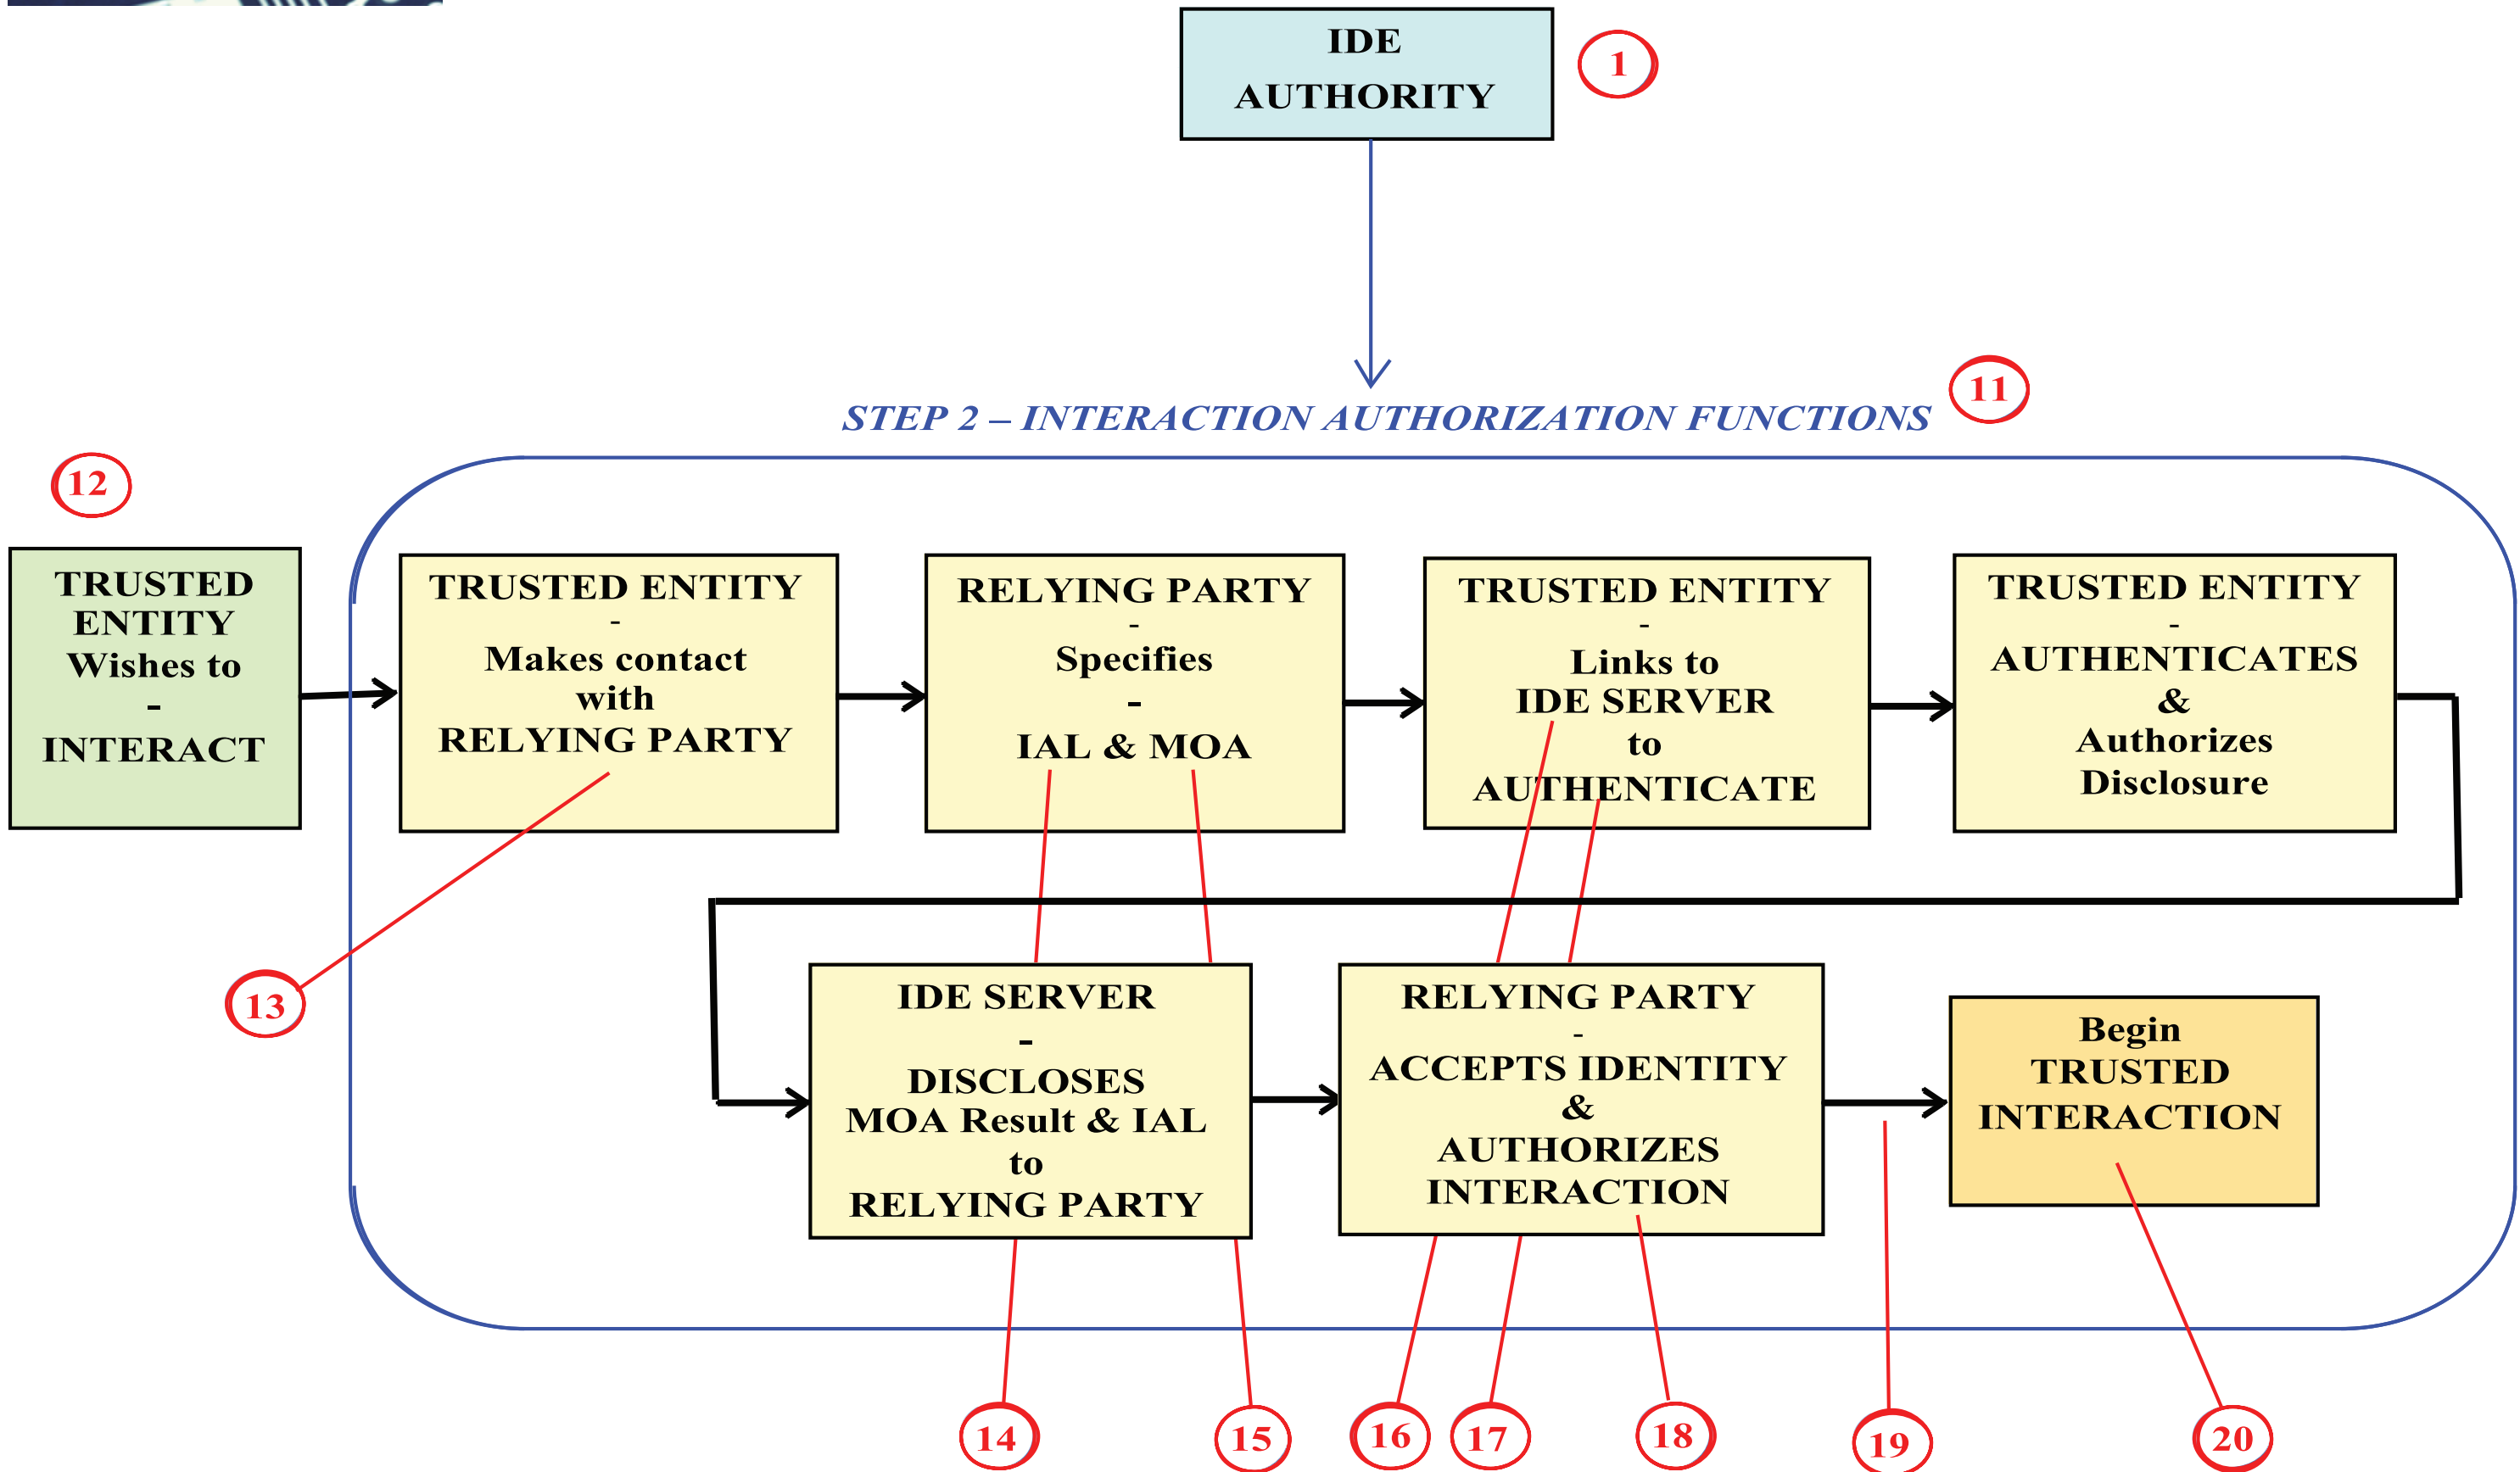 IDE
AUTHORITY
1
11
STEP 2 – INTERACTION AUTHORIZATION FUNCTIONS
12
TRUSTED
ENTITY
Wishes to
-
INTERACT
TRUSTED ENTITY
-
Makes contact
with
RELYING PARTY
RELYING PARTY
-
Specifies
-
IAL & MOA
TRUSTED ENTITY
-
Links to
IDE SERVER
to
AUTHENTICATE
TRUSTED ENTITY
-
AUTHENTICATES
&
Authorizes
Disclosure
13
IDE SERVER
-
DISCLOSES
MOA Result & IAL
to
RELYING PARTY
RELYING PARTY
-
ACCEPTS IDENTITY
&
AUTHORIZES
INTERACTION
Begin
TRUSTED
INTERACTION
14
15
16
17
18
19
20